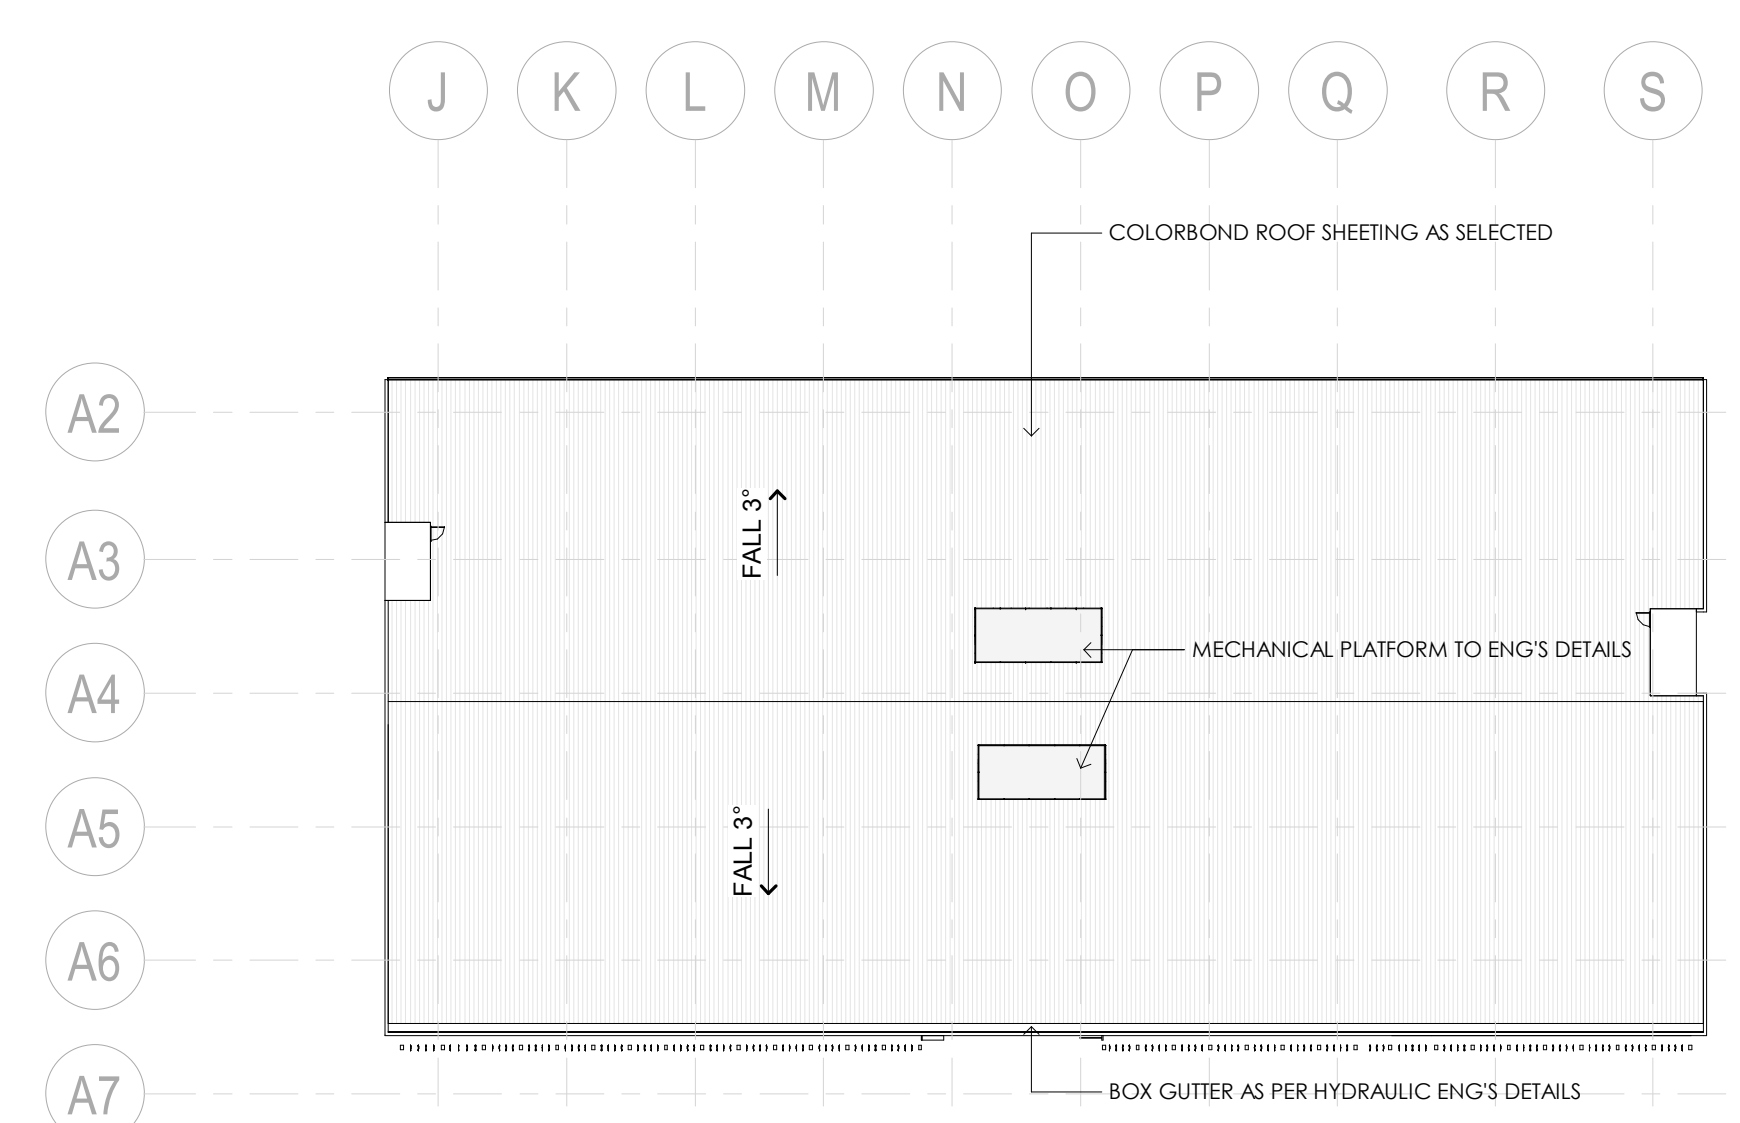 J K L M N O P Q R S
COLORBOND ROOF SHEETING AS SELECTED
A2
FALL 3°
A3
MECHANICAL PLATFORM TO ENG'S DETAILS
A4
A5
FALL 3°
A6
A7
BOX GUTTER AS PER HYDRAULIC ENG'S DETAILS